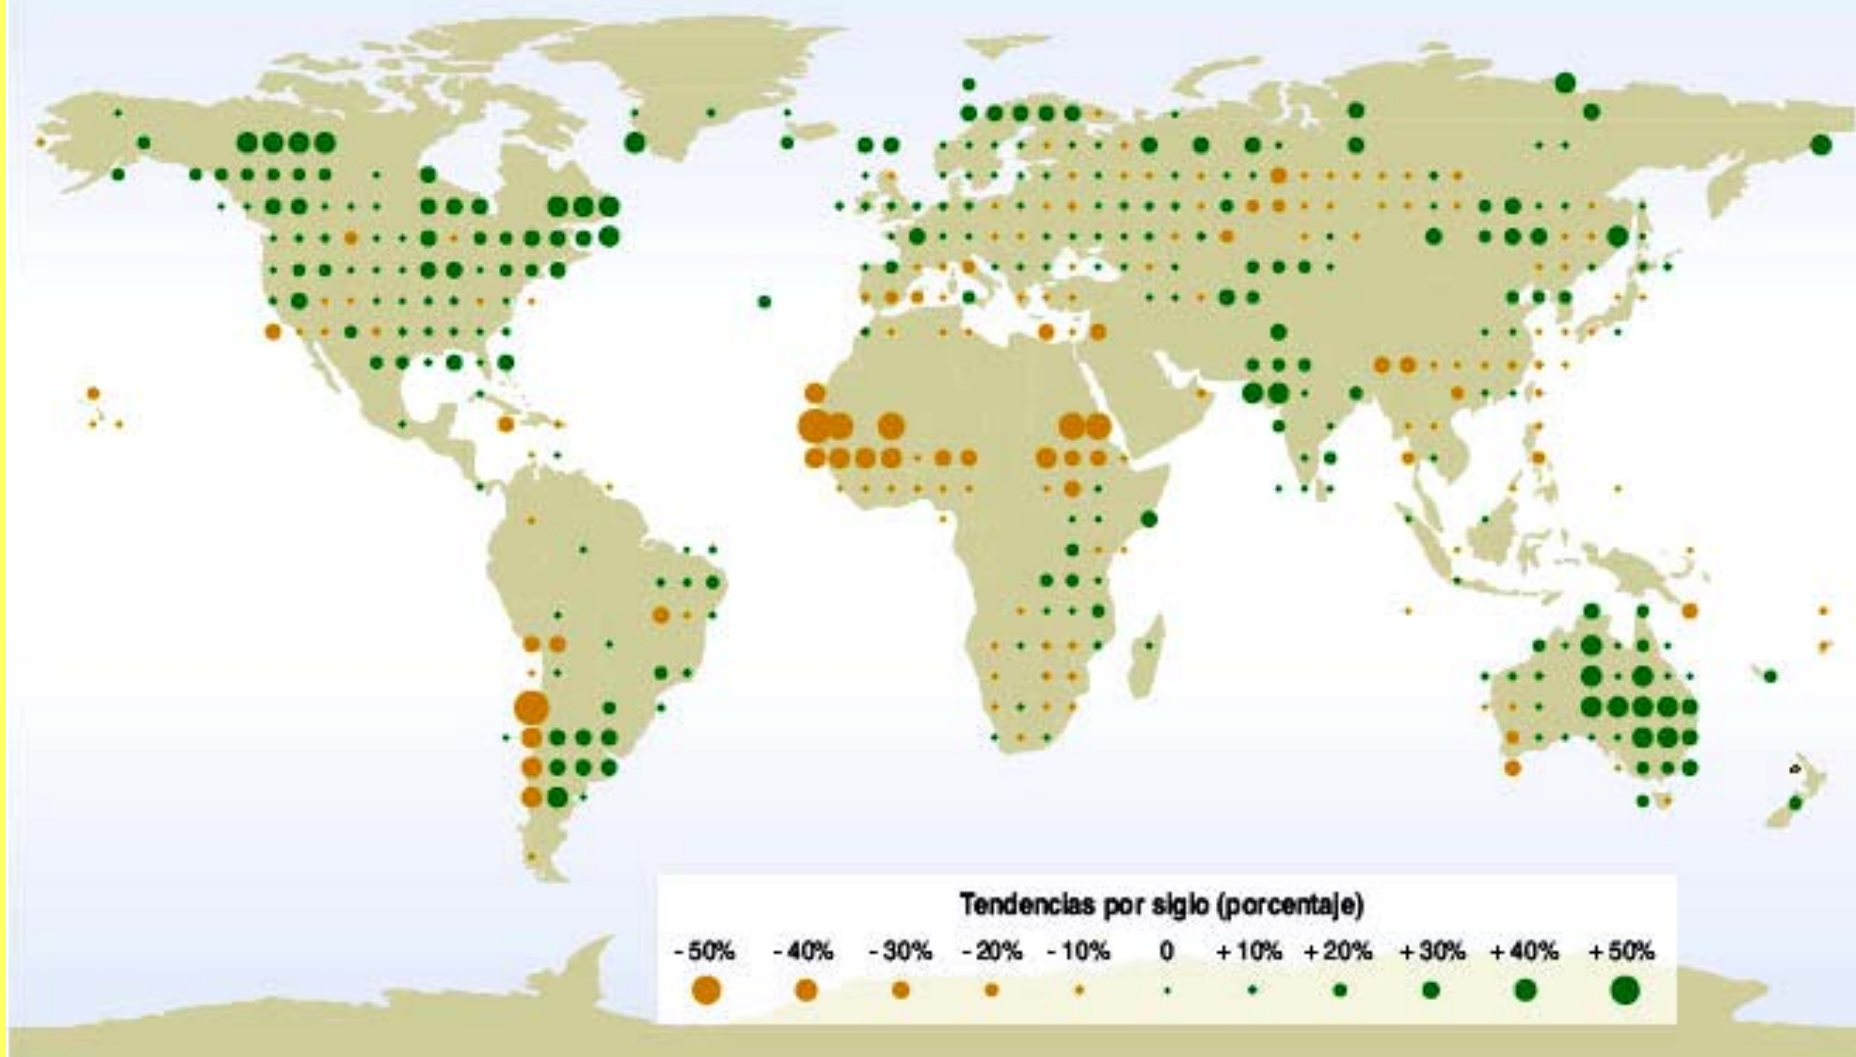 Tendencias por siglo (porcentaje)
- 50% - 40% - 30% - 20% - 10% 0 + 10% + 20% + 30% + 40% + 50%